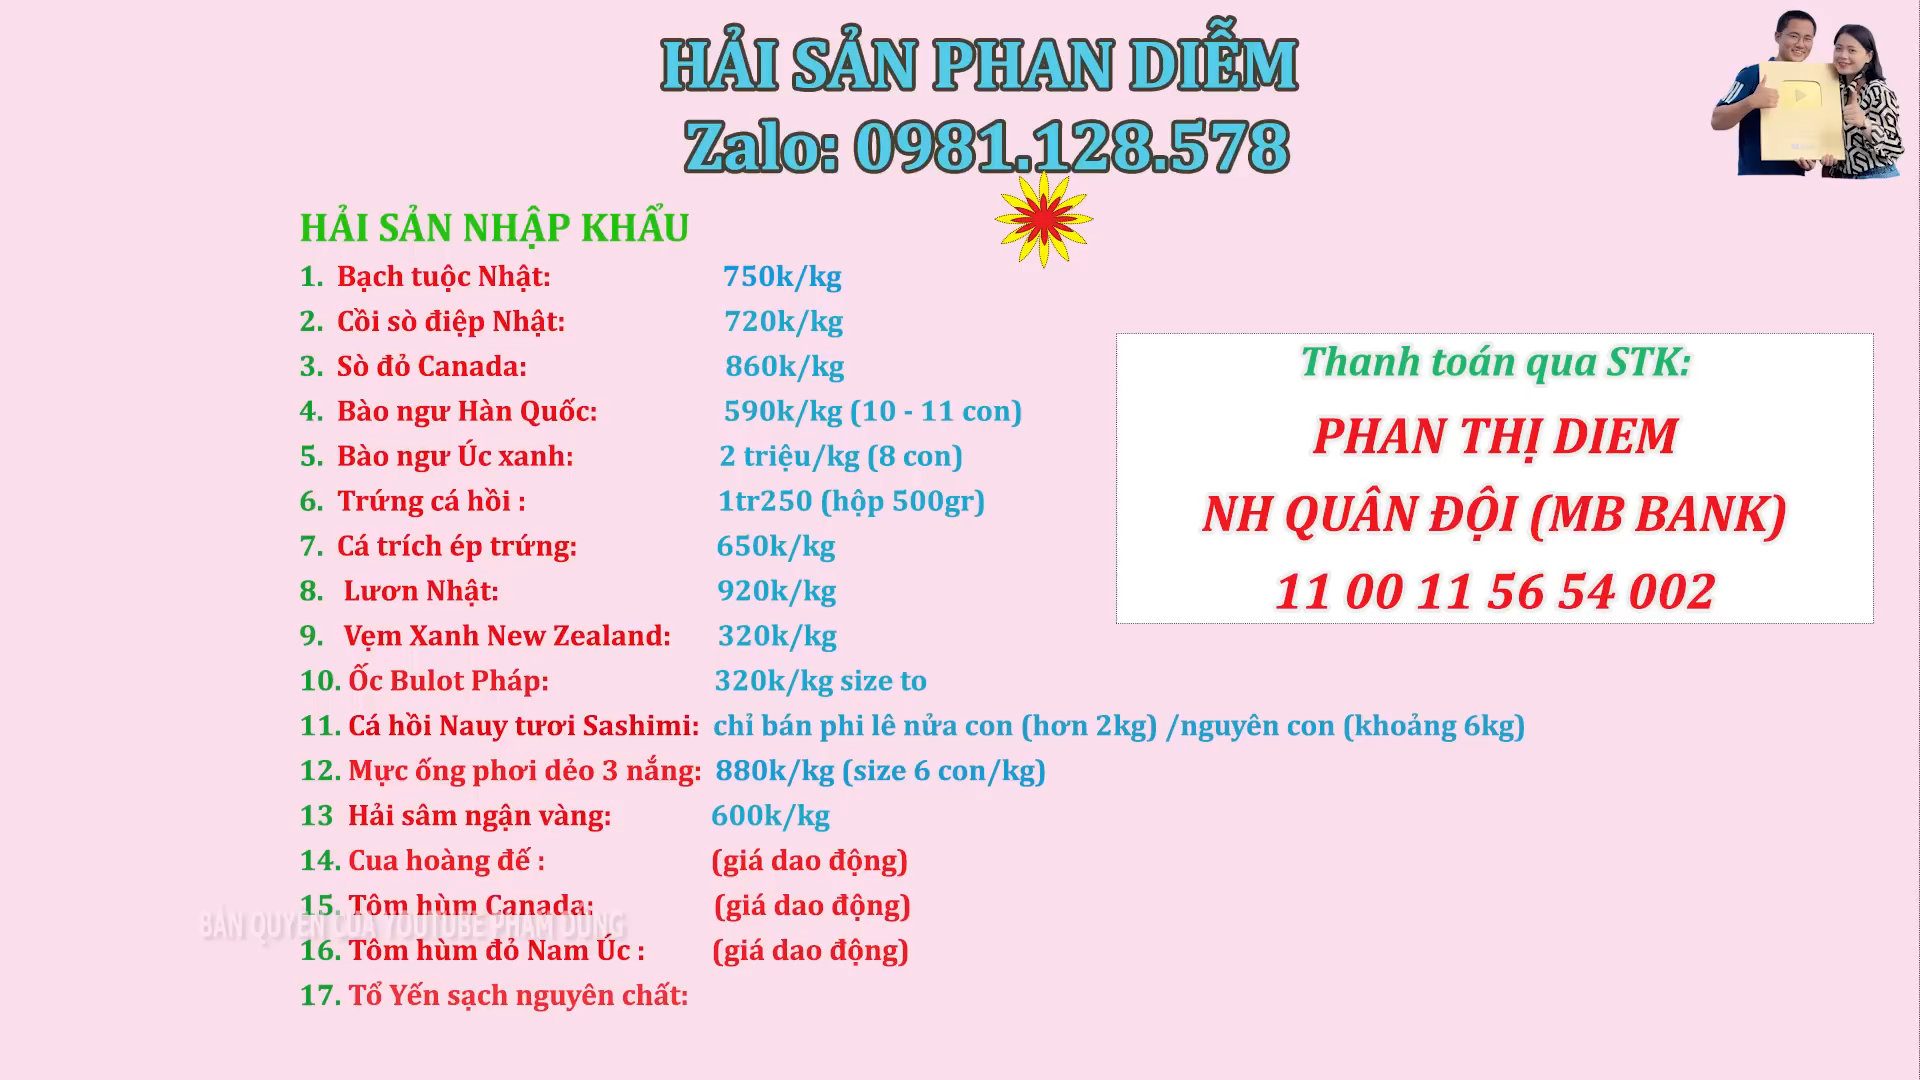 HẢI SẢN PHAN DIỄM
Zalo: 0981.128.578
HẢI SẢN NHẬP KHẨU
1. Bạch tuộc Nhật: 750k/kg
2. Cồi sò điệp Nhật: 720k/kg
3. Sò đỏ Canada: 860k/kg
4. Bào ngư Hàn Quốc: 590k/kg (10 - 11 con)
5. Bào ngư Úc xanh: 2 triệu/kg (8 con)
6. Trứng cá hồi : 1tr250 (hộp 500gr)
7. Cá trích ép trứng: 650k/kg
8. Lươn Nhật: 920k/kg
9. Vẹm Xanh New Zealand: 320k/kg
10. Ốc Bulot Pháp: 320k/kg size to
11. Cá hồi Nauy tươi Sashimi: chỉ bán phi lê nửa con (hơn 2kg) /nguyên con (khoảng 6kg)
12. Mực ống phơi dẻo 3 nắng: 880k/kg (size 6 con/kg)
13 Hải sâm ngận vàng: 600k/kg
14. Cua hoàng đế : (giá dao động)
15. Tôm hùm Canada: (giá dao động)
BẢN QUYỀN CỦA YOUTUBE PHẠM DŨNG
16. Tôm hùm đỏ Nam Úc : (giá dao động)
17. Tổ Yến sạch nguyên chất:
Thanh toán qua STK:
PHAN THỊ DIEM
NH QUÂN ĐỘI (MB BANK)
11 00 11 56 54 002